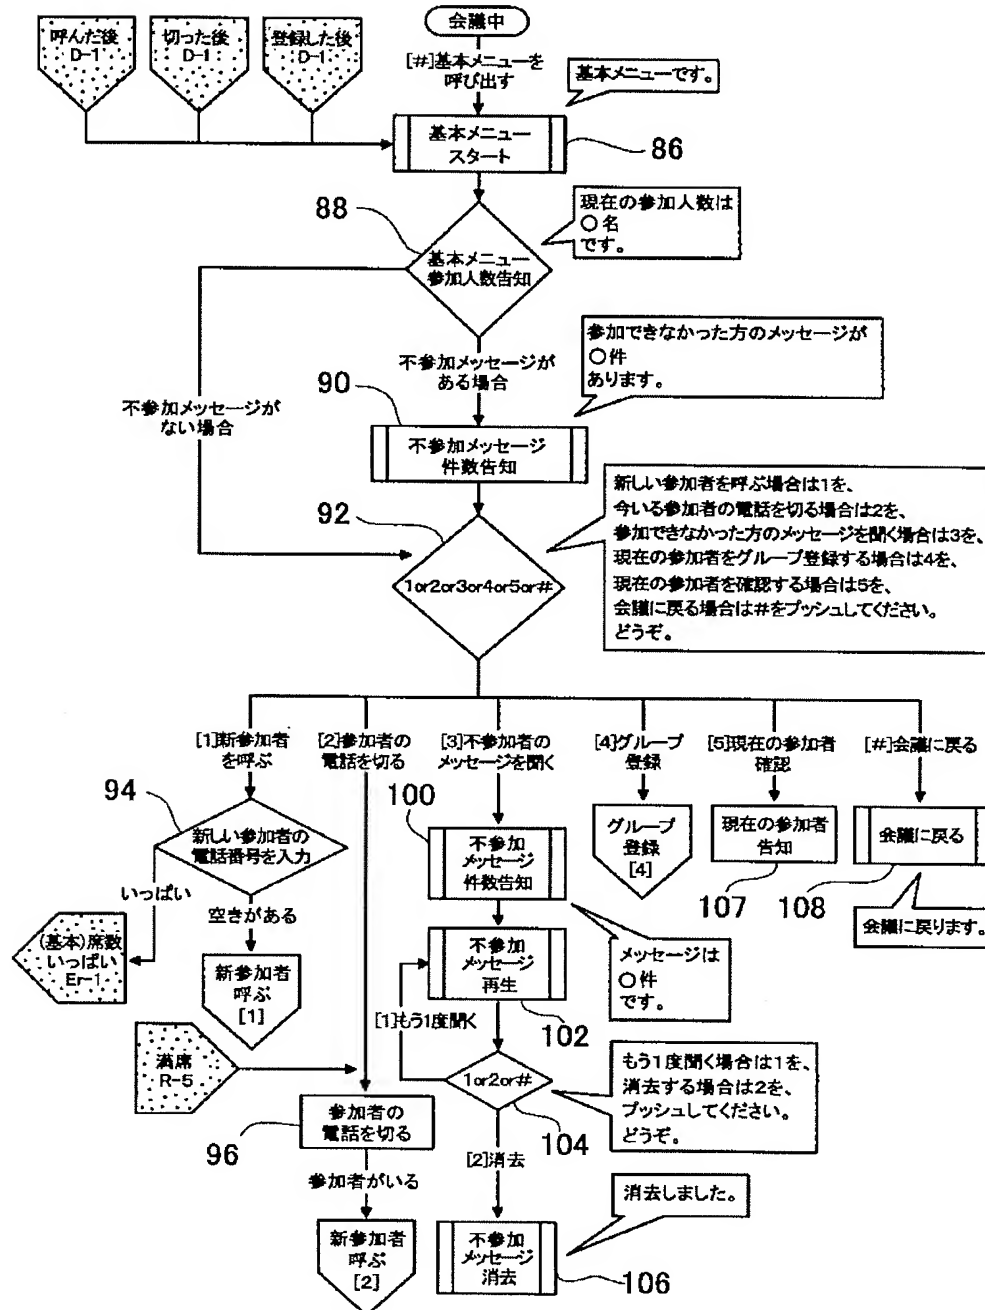 呼んだ後
D-1
切った後
D-1
登録した後
D-1
会議中
[#]基本メニューを
呼び出す
基本メニューです。
基本メニュー
スタート
86
88
現在の参加人数は
○名
です。
基本メニュー
参加人数告知
参加できなかった方のメッセージが
○件
あります。
不参加メッセージが
ある場合
90
不参加メッセージが
ない場合
不参加メッセージ
件数告知
92
新しい参加者を呼ぶ場合は1を、
今いる参加者の電話を切る場合は2を、
参加できなかった方のメッセージを聞く場合は3を、
現在の参加者をグループ登録する場合は4を、
現在の参加者を確認する場合は5を、
会議に戻る場合は#をプッシュしてください。
どうぞ。
1or2or3or4or5or#
[1]新参加者
を呼ぶ
[2]参加者の
電話を切る
[3]不参加者の
メッセージを聞く
[4]グループ
登録
[5]現在の参加者
確認
[#]会議に戻る
94
新しい参加者の
電話番号を入力
100
不参加
メッセージ
件数告知
グループ
登録
[4]
現在の参加者
告知
107
会議に戻る
108
会議に戻ります。
いっぱい
空きがある
(基本)席数
いっぱい
Er-1
新参加者
呼ぶ
[1]
メッセージは
○件
です。
不参加
メッセージ
再生
102
[1]もう1度聞く
満席
R-5
1or2or#
104
もう1度聞く場合は1を、
消去する場合は2を、
プッシュしてください。
どうぞ。
参加者の
電話を切る
96
[2]消去
参加者がいる
消去しました。
新参加者
呼ぶ
[2]
不参加
メッセージ
消去
106